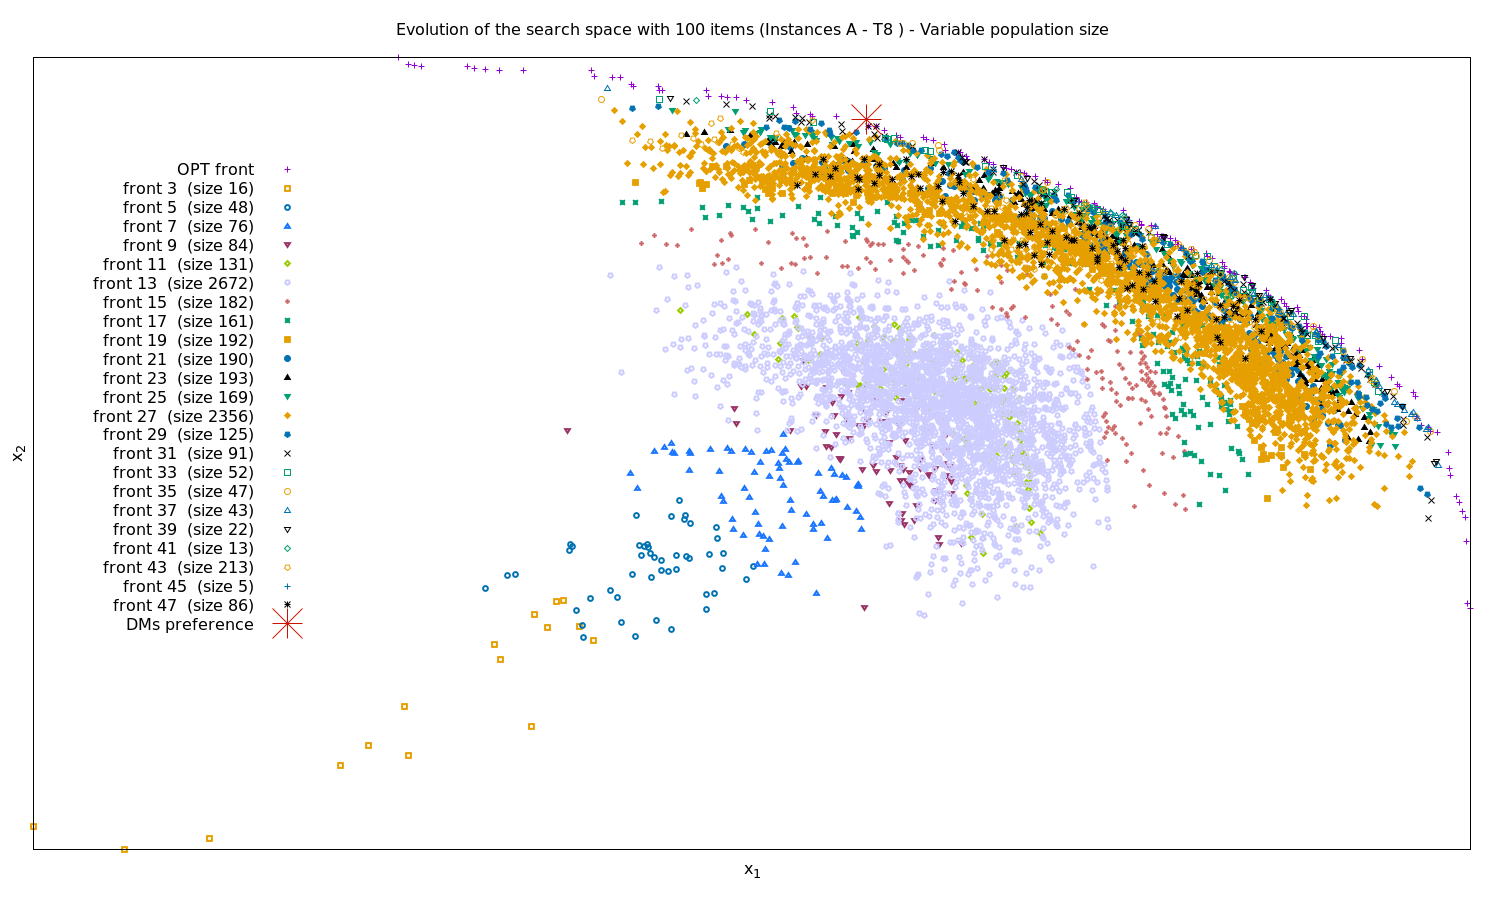 Evolution of the search space with 100 items (Instances A - T8 ) - Variable population size
OPT front
front 3 (size 16)
front 5 (size 48)
front 7 (size 76)
front 9 (size 84)
front 11 (size 131)
front 13 (size 2672)
front 15 (size 182)
front 17 (size 161)
front 19 (size 192)
front 21 (size 190)
front 23 (size 193)
front 25 (size 169)
front 27 (size 2356)
front 29 (size 125)
front 31 (size 91)
front 33 (size 52)
front 35 (size 47)
front 37 (size 43)
front 39 (size 22)
front 41 (size 13)
front 43 (size 213)
front 45 (size 5)
front 47 (size 86)
DMs preference
x2
x1